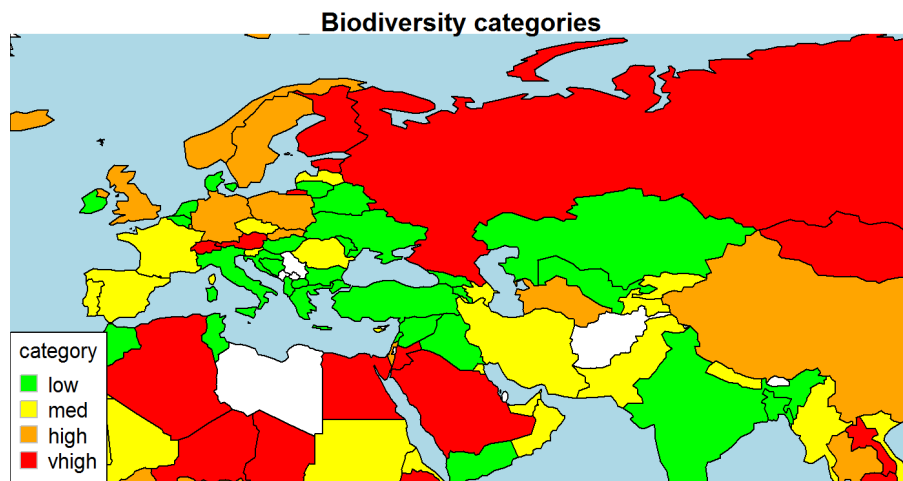 Biodiversity categories
category
low
med
high
vhigh